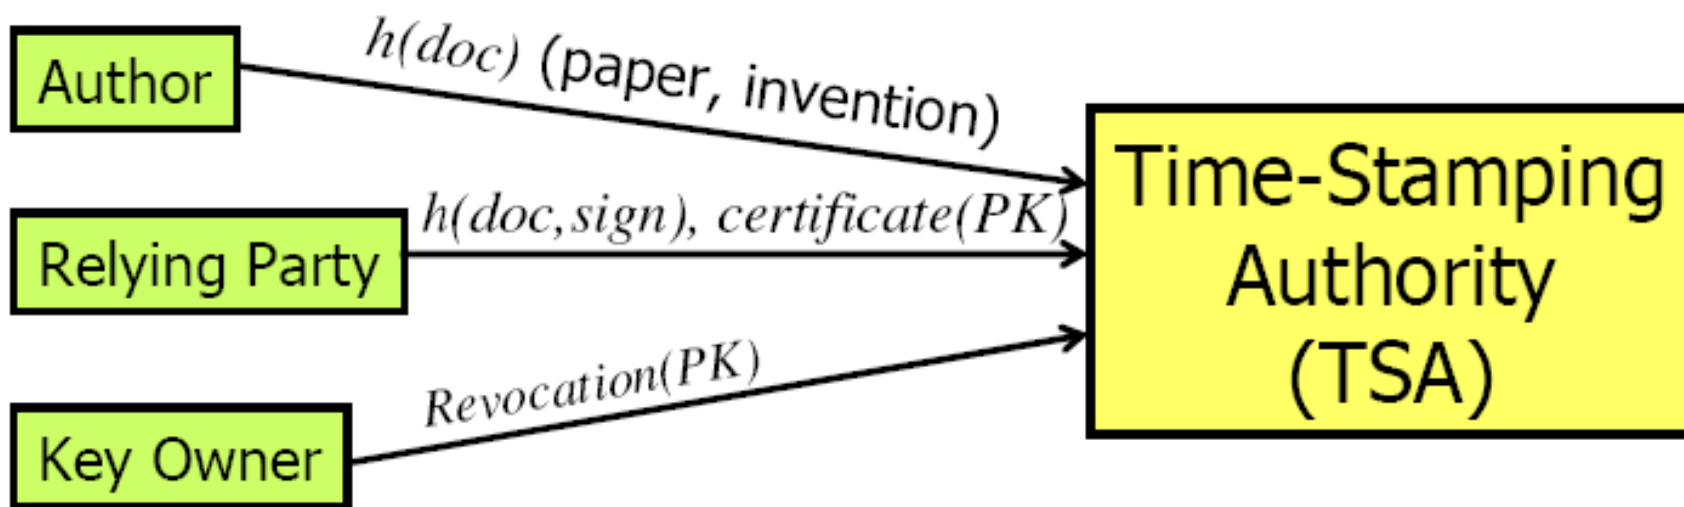 Author
h(doc) (paper, invention)
Relying Party
h(doc,sign), certificate(PK)
Key Owner
Revocation(PK)
Time-Stamping
Authority
(TSA)